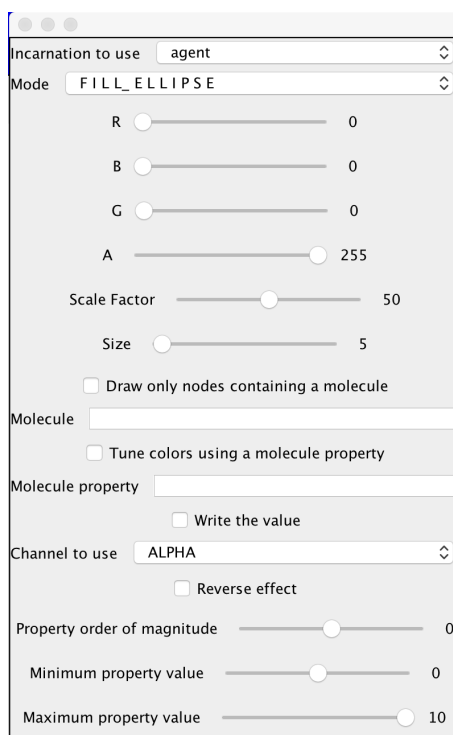 Incarnation to use agent
Mode FILL_ELLIPSE
R 0
B 0
G 0
A 255
Scale Factor 50
Size 5
Draw only nodes containing a molecule
Molecule
Tune colors using a molecule property
Molecule property
Write the value
Channel to use ALPHA
Reverse effect
Property order of magnitude 0
Minimum property value 0
Maximum property value 10